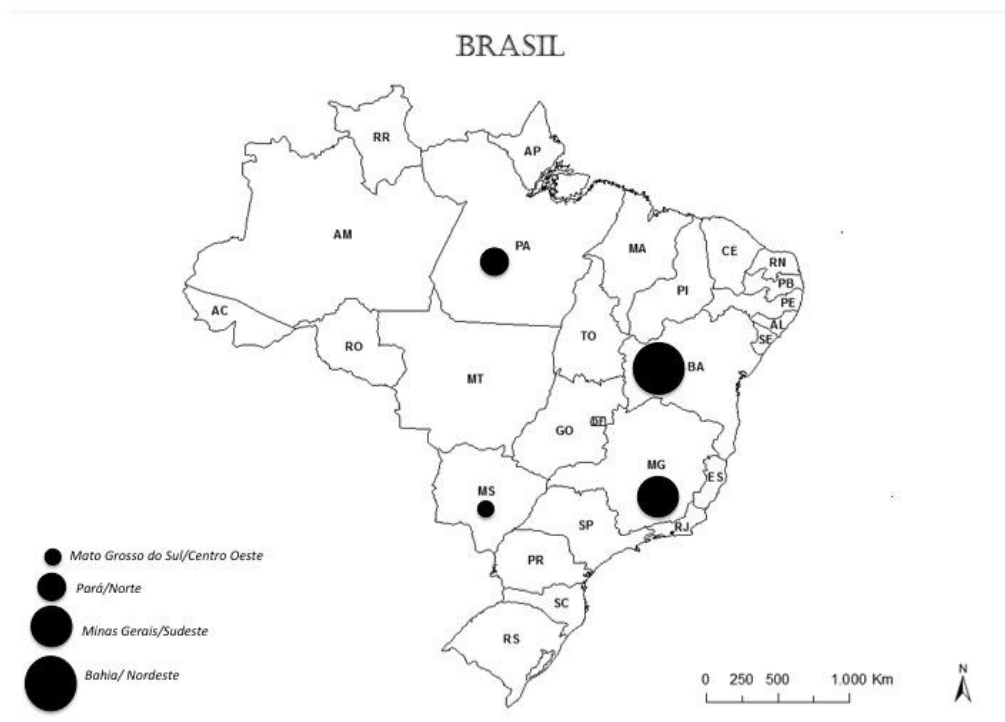 BRASIL
RR
AP
AM
PA
MA
CE
RN
PB
PE
AL
SE
PI
AC
RO
TO
BA
MT
DF
GO
MG
ES
MS
SP
RJ
PR
SC
RS
Mato Grosso do Sul/Centro Oeste
Pará/Norte
Minas Gerais/Sudeste
Bahia/ Nordeste
0 250 500 1.000 Km
N